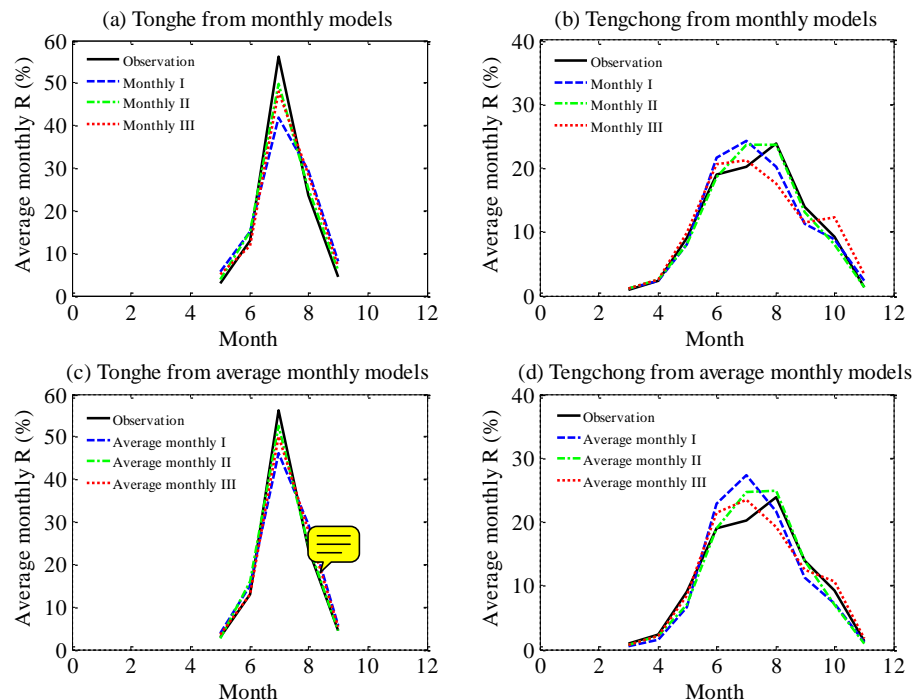 (a) Tonghe from monthly models
60
50
40
30
20
10
0
0 2 4 6 8 10 12
Average monthly R (%)
Month
Observation
Monthly I
Monthly II
Monthly III
(b) Tengchong from monthly models
40
30
20
10
0
0 2 4 6 8 10 12
Average monthly R (%)
Month
Observation
Monthly I
Monthly II
Monthly III
(c) Tonghe from average monthly models
60
50
40
30
20
10
0
0 2 4 6 8 10 12
Average monthly R (%)
Month
Observation
Average monthly I
Average monthly II
Average monthly III
(d) Tengchong from average monthly models
40
30
20
10
0
0 2 4 6 8 10 12
Average monthly R (%)
Month
Observation
Average monthly I
Average monthly II
Average monthly III